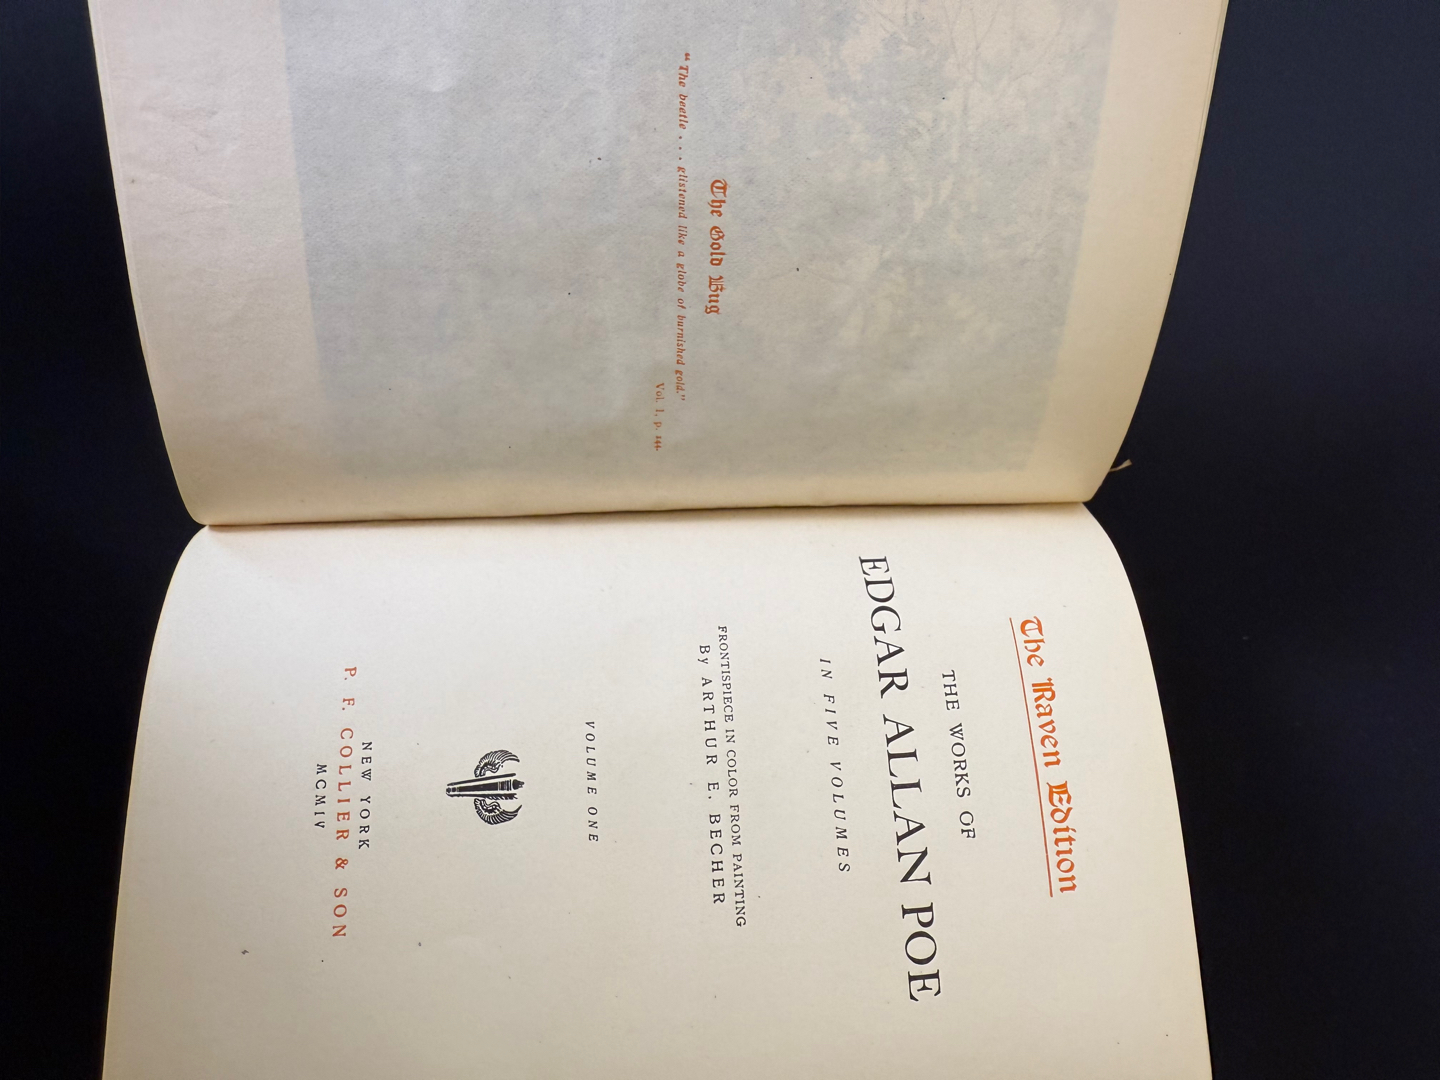 The Gold Bug
"The beetle . . . glistened like a globe of burnished gold."
Vol. 1, p. 144.
The Raven Edition
THE WORKS OF
EDGAR ALLAN POE
IN FIVE VOLUMES
FRONTISPIECE IN COLOR FROM PAINTING
By ARTHUR E. BECHER
VOLUME ONE
NEW YORK
P. F. COLLIER & SON
MCMIV